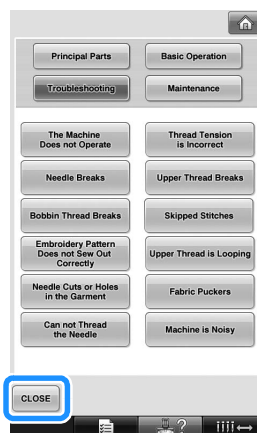 Principal Parts
Basic Operation
Troubleshooting
Maintenance
The Machine
Does not Operate
Thread Tension
is Incorrect
Needle Breaks
Upper Thread Breaks
Bobbin Thread Breaks
Skipped Stitches
Embroidery Pattern
Does not Sew Out
Correctly
Upper Thread is Looping
Needle Cuts or Holes
in the Garment
Fabric Puckers
Can not Thread
the Needle
Machine is Noisy
CLOSE
?